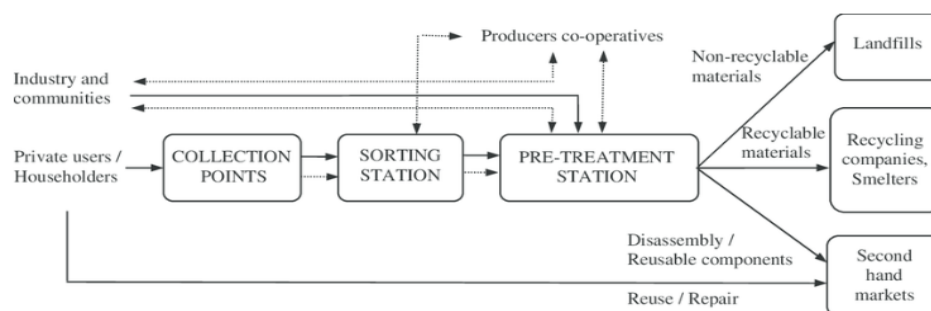 Producers co-operatives
Non-recyclable
materials
Landfills
Industry and
communities
Private users /
Householders
COLLECTION
POINTS
SORTING
STATION
PRE-TREATMENT
STATION
Recyclable
materials
Recycling
companies,
Smelters
Disassembly /
Reusable components
Second
hand
markets
Reuse / Repair